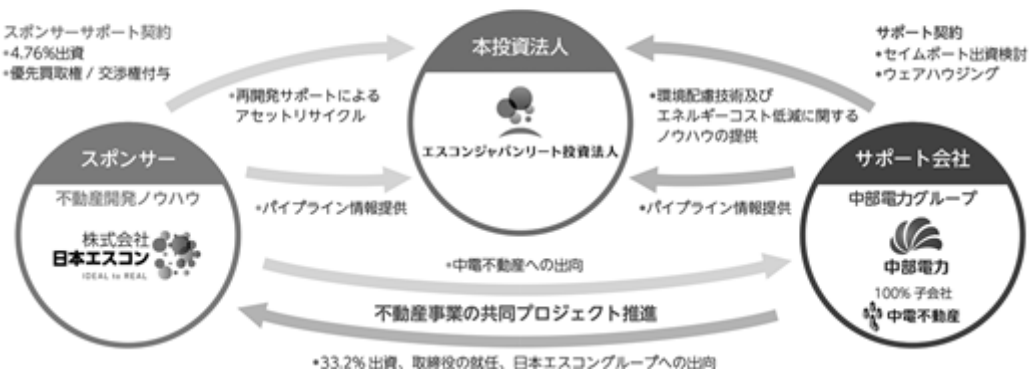 スポンサーサポート契約
•4.76%出資
•優先買取権 / 交渉権付与
本投資法人
エスコンジャパンリート投資法人
サポート契約
•セイムボート出資検討
•ウェアハウジング
•再開発サポートによる
アセットリサイクル
•環境配慮技術及び
エネルギーコスト低減に関する
ノウハウの提供
スポンサー
不動産開発ノウハウ
株式会社
日本エスコン
IDEAL to REAL
•パイプライン情報提供
•パイプライン情報提供
サポート会社
中部電力グループ
中部電力
100% 子会社
中電不動産
•中電不動産への出向
不動産事業の共同プロジェクト推進
•33.2% 出資、取締役の就任、日本エスコングループへの出向